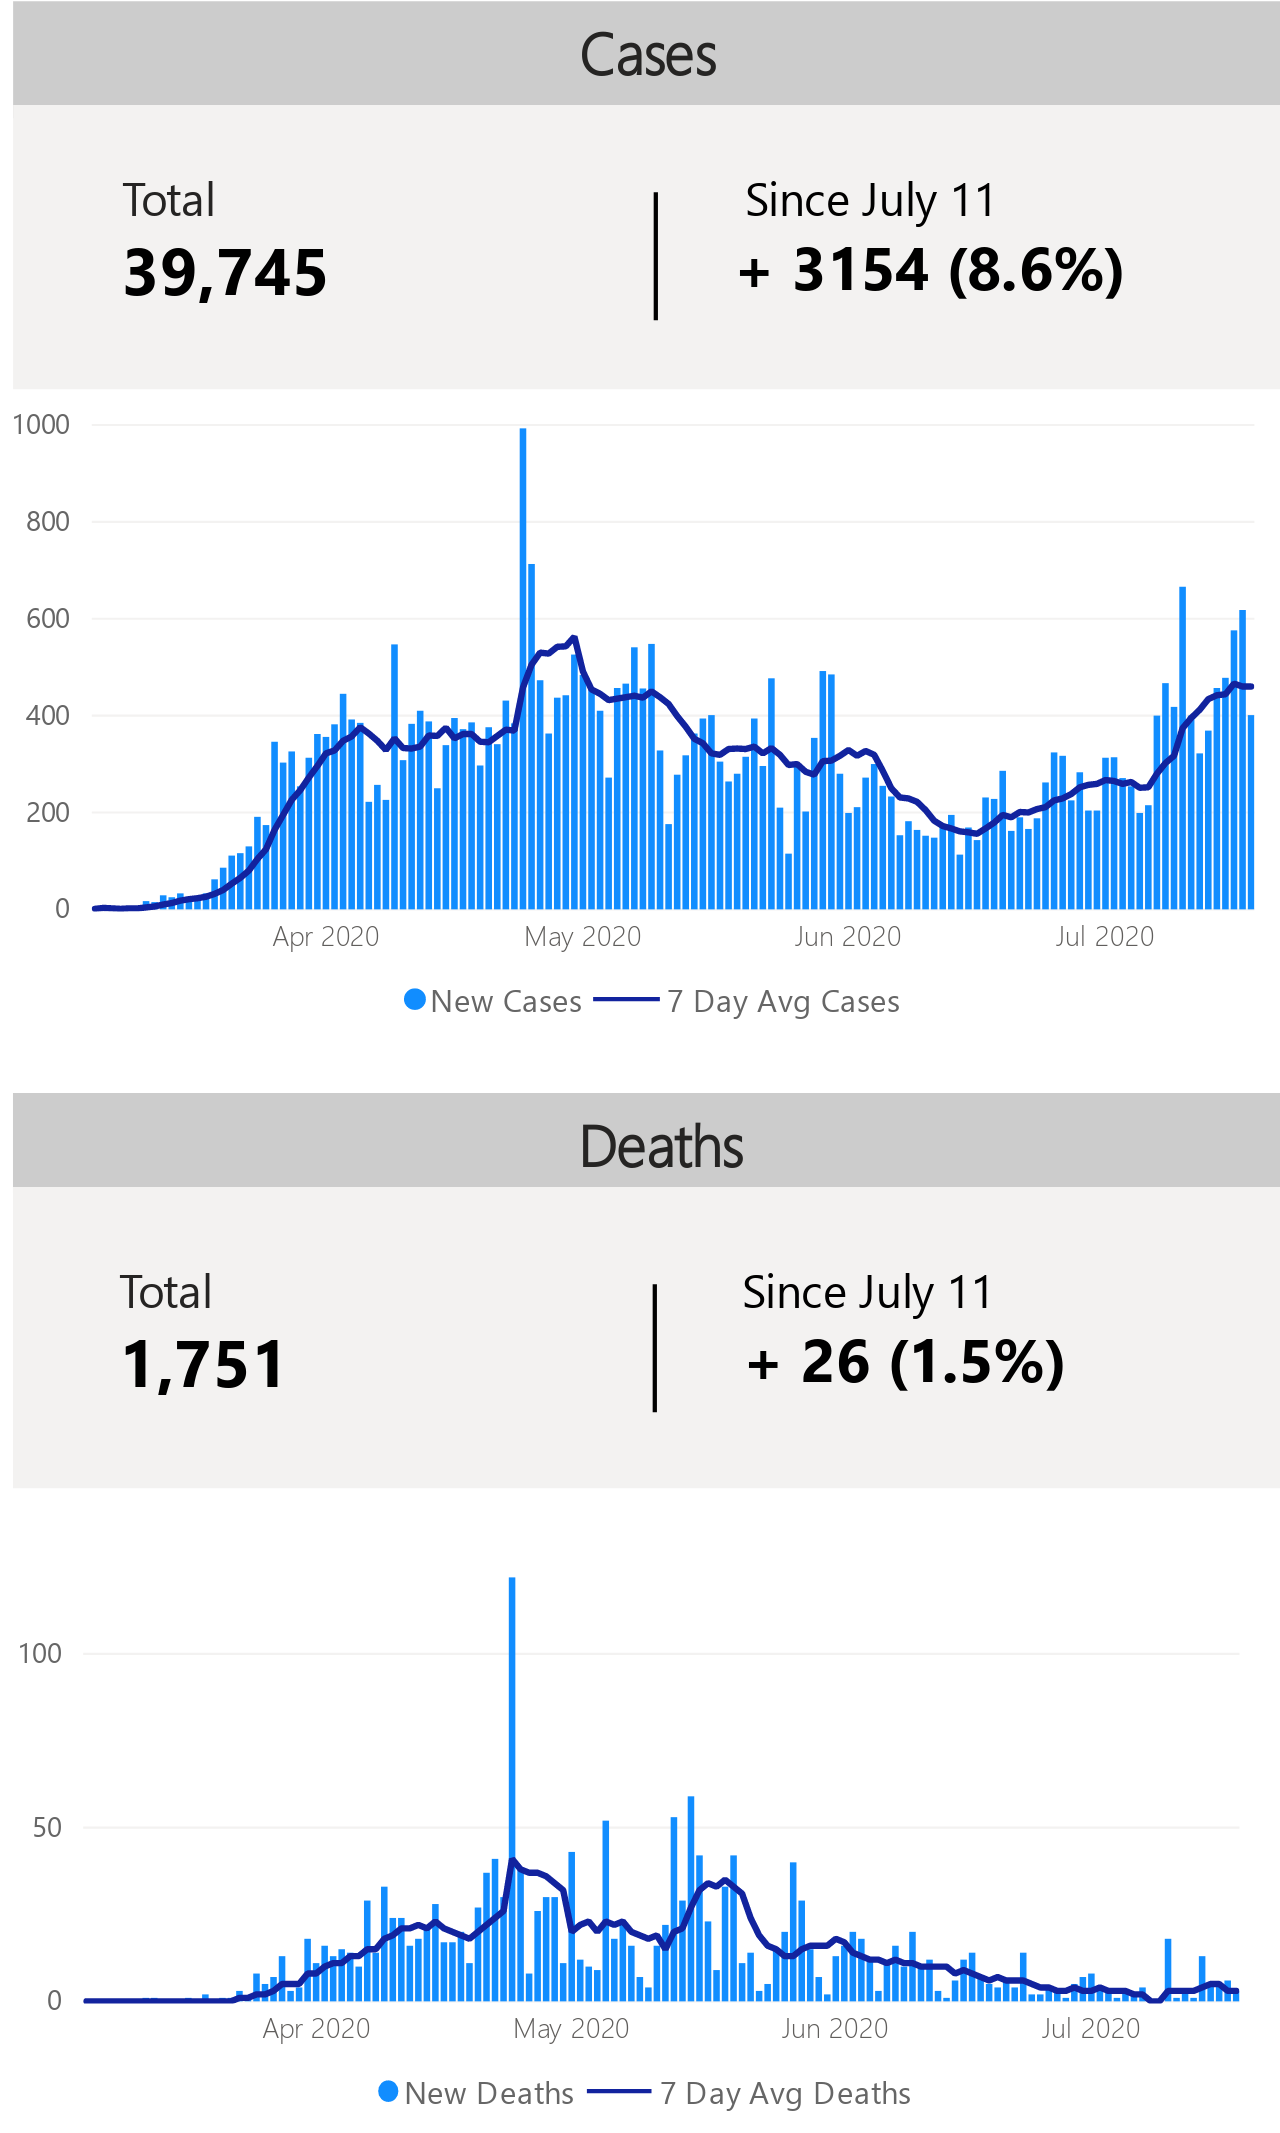 Cases
Total
Since July 11
39,745
+ 3154 (8.6%)
1000
800
600
400
200
0
Apr 2020
May 2020
Jun 2020
Jul 2020
New Cases
7 Day Avg Cases
Deaths
Total
Since July 11
1,751
+ 26 (1.5%)
100
50
0
Apr 2020
May 2020
Jun 2020
Jul 2020
New Deaths
7 Day Avg Deaths